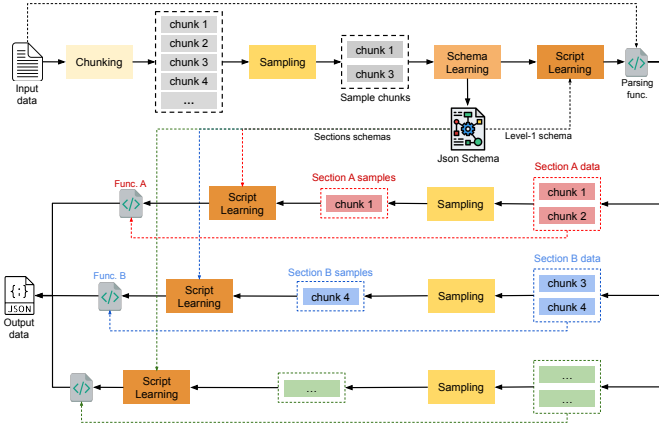 Input
data
Chunking
chunk 1
chunk 2
chunk 3
chunk 4
...
Sampling
chunk 1
chunk 3
Sample chunks
Schema
Learning
Script
Learning
</>
Parsing
func.
Json Schema
Sections schemas
Level-1 schema
Func. A
</>
Script
Learning
Section A samples
chunk 1
Sampling
Section A data
chunk 1
chunk 2
Func. B
</>
Script
Learning
Section B samples
chunk 4
Sampling
Section B data
chunk 3
chunk 4
{;}
JSON
Output
data
</>
Script
Learning
...
Sampling
...
...